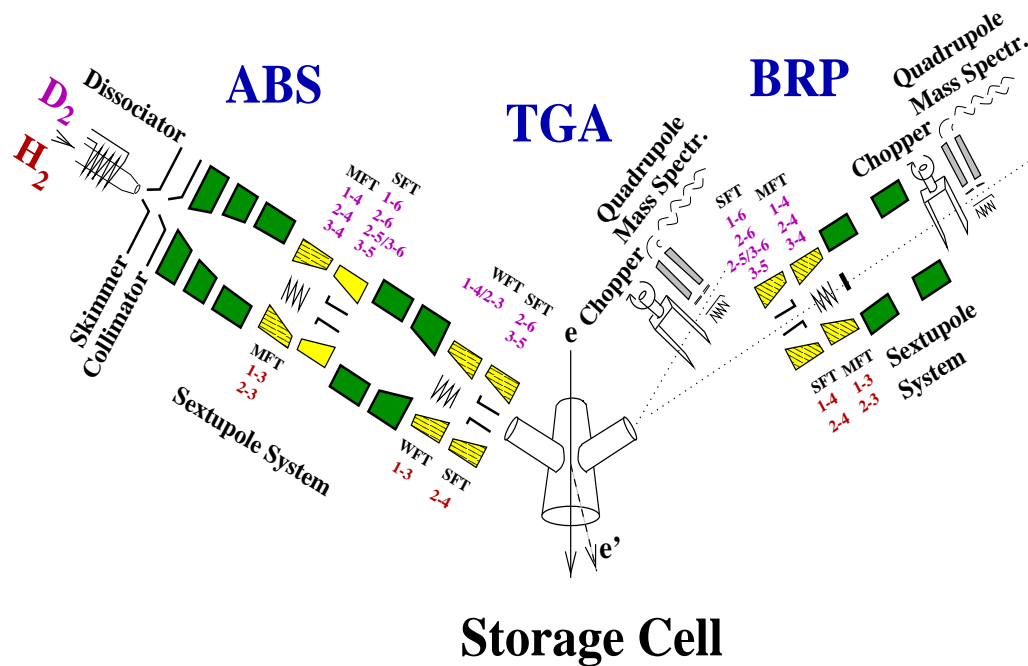 ABS
TGA
BRP
D2
H2
Dissociator
Skimmer
Collimator
MFT
1-4
2-4
3-4
SFT
1-6
2-6
2-5/3-6
3-5
MFT
1-3
2-3
Sextupole System
WFT
1-4/2-3
SFT
2-6
3-5
WFT
1-3
SFT
2-4
e
e’
Chopper
Quadrupole
Mass Spectr.
SFT
1-6
2-6
2-5/3-6
3-5
MFT
1-4
2-4
3-4
SFT
1-4
2-4
MFT
1-3
2-3
Sextupole
System
Chopper
Quadrupole
Mass Spectr.
Storage Cell